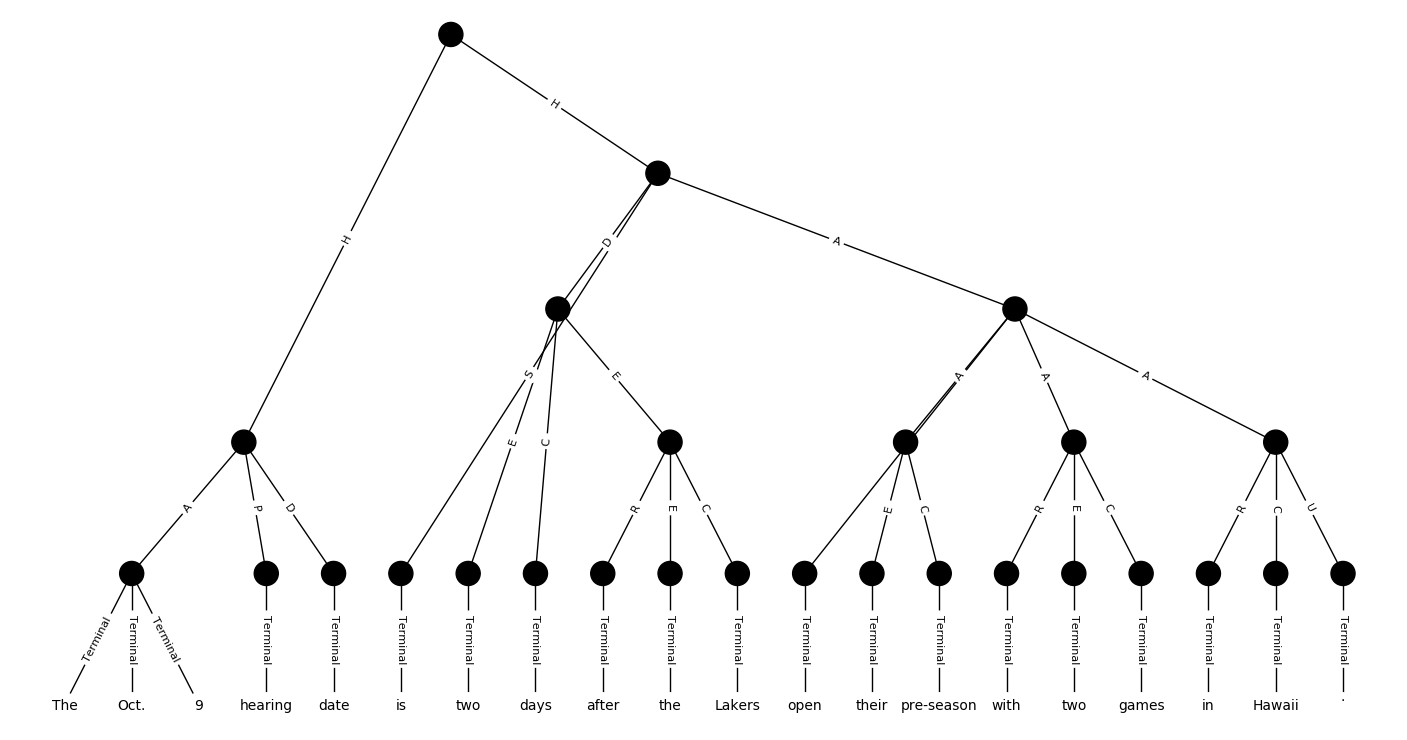 H
H
D
A
H
S
E
A
A
A
E
C
A
P
D
R
E
C
E
C
R
E
C
R
C
U
Terminal Terminal Terminal Terminal Terminal Terminal Terminal Terminal Terminal Terminal Terminal Terminal Terminal Terminal Terminal Terminal Terminal Terminal Terminal Terminal
The Oct. 9 hearing date is two days after the Lakers open their pre-season with two games in Hawaii .